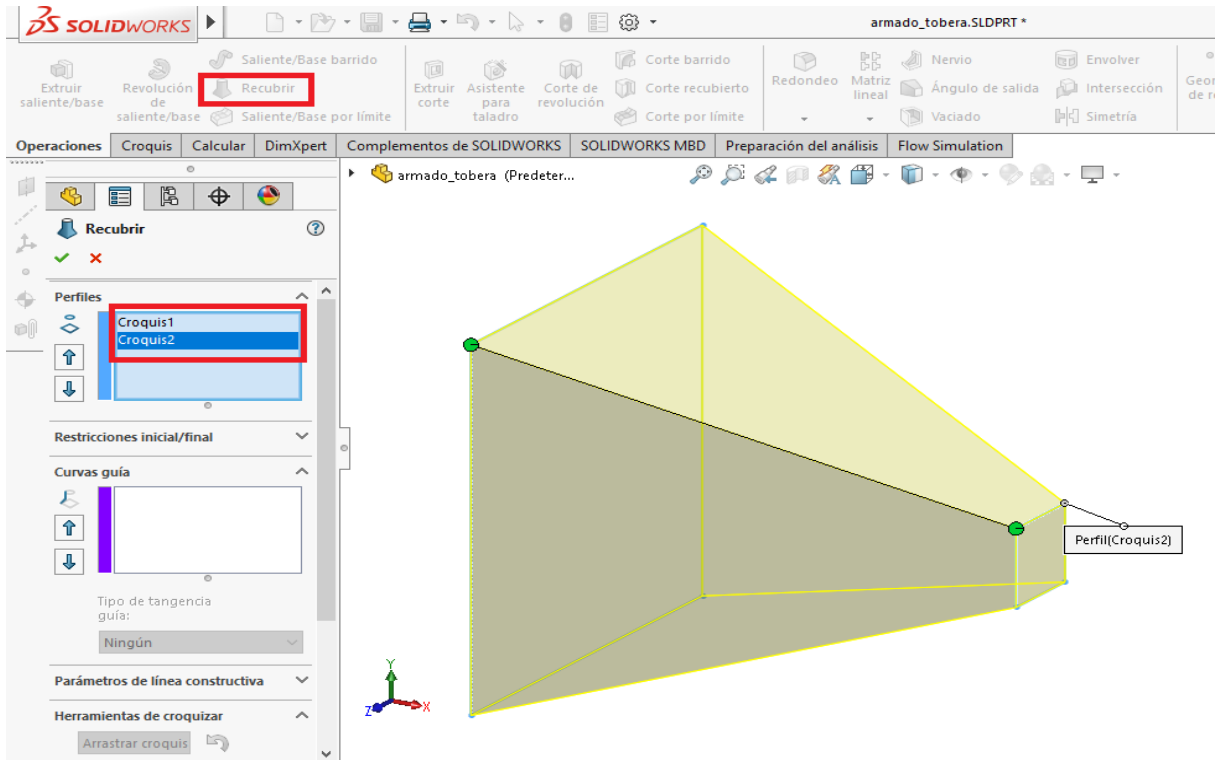 SOLIDWORKS
armado_tobera.SLDPRT *
Extruir saliente/base
Revolución de saliente/base
Saliente/Base barrido
Recubrir
Saliente/Base por límite
Extruir corte
Asistente para taladro
Corte de revolución
Corte barrido
Corte recubierto
Corte por límite
Redondeo
Matriz lineal
Nervio
Ángulo de salida
Vaciado
Envolver
Intersección
Simetría
Operaciones
Croquis
Calcular
DimXpert
Complementos de SOLIDWORKS
SOLIDWORKS MBD
Preparación del análisis
Flow Simulation
armado_tobera (Predeter...
Recubrir
Perfiles
Croquis1
Croquis2
Restricciones inicial/final
Curvas guía
Tipo de tangencia
guía:
Ningún
Parámetros de línea constructiva
Herramientas de croquizar
Arrastrar croquis
Perfil(Croquis2)
Y
Z
X